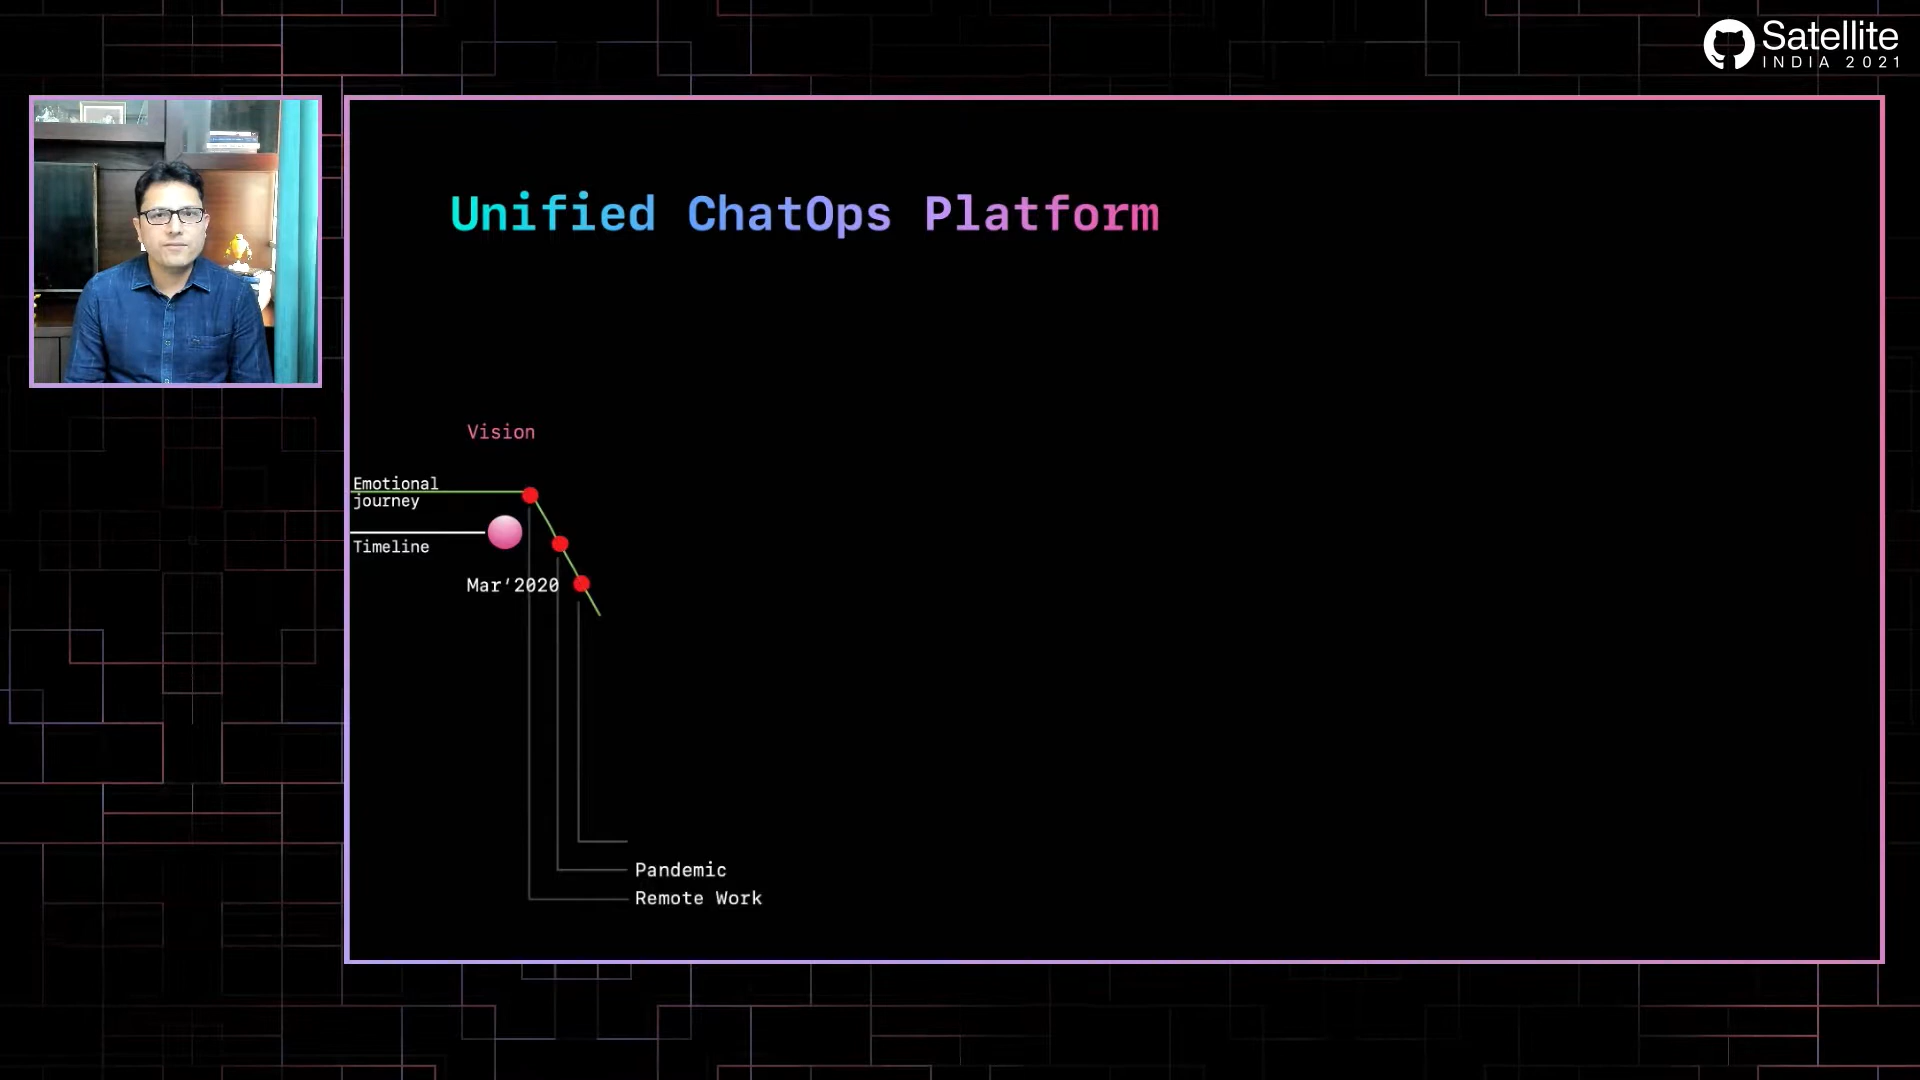 Satellite
INDIA 2021
Unified ChatOps Platform
Vision
Emotional
journey
Timeline
Mar'2020
Pandemic
Remote Work